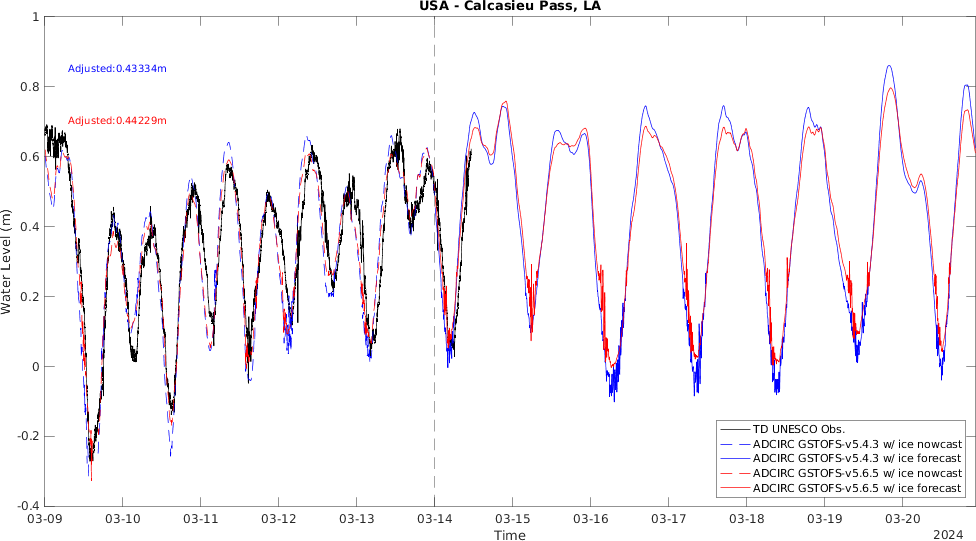 USA - Calcasieu Pass, LA
1
0.8
0.6
0.4
0.2
0
-0.2
-0.4
Water Level (m)
Adjusted:0.43334m
Adjusted:0.44229m
TD UNESCO Obs.
ADCIRC GSTOFS-v5.4.3 w/ ice nowcast
ADCIRC GSTOFS-v5.4.3 w/ ice forecast
ADCIRC GSTOFS-v5.6.5 w/ ice nowcast
ADCIRC GSTOFS-v5.6.5 w/ ice forecast
03-09 03-10 03-11 03-12 03-13 03-14 03-15 03-16 03-17 03-18 03-19 03-20
Time
2024